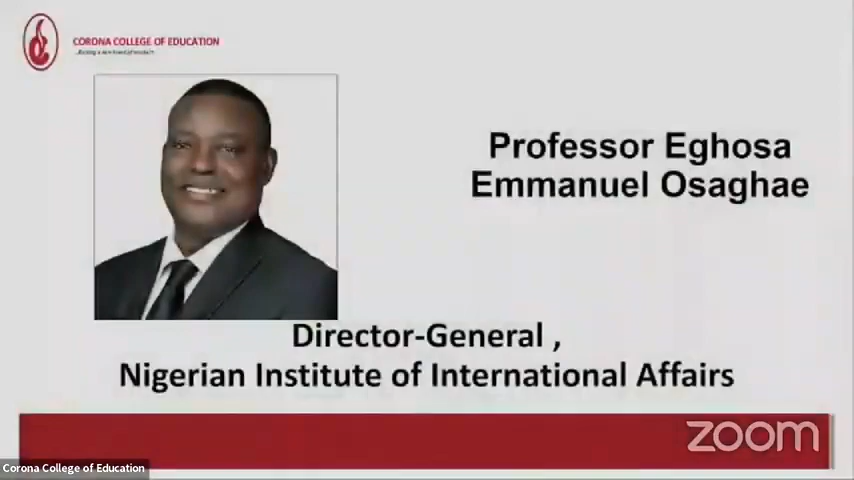 CORONA COLLEGE OF EDUCATION
Professor Eghosa
Emmanuel Osaghae
Director-General ,
Nigerian Institute of International Affairs
zoom
Corona College of Education